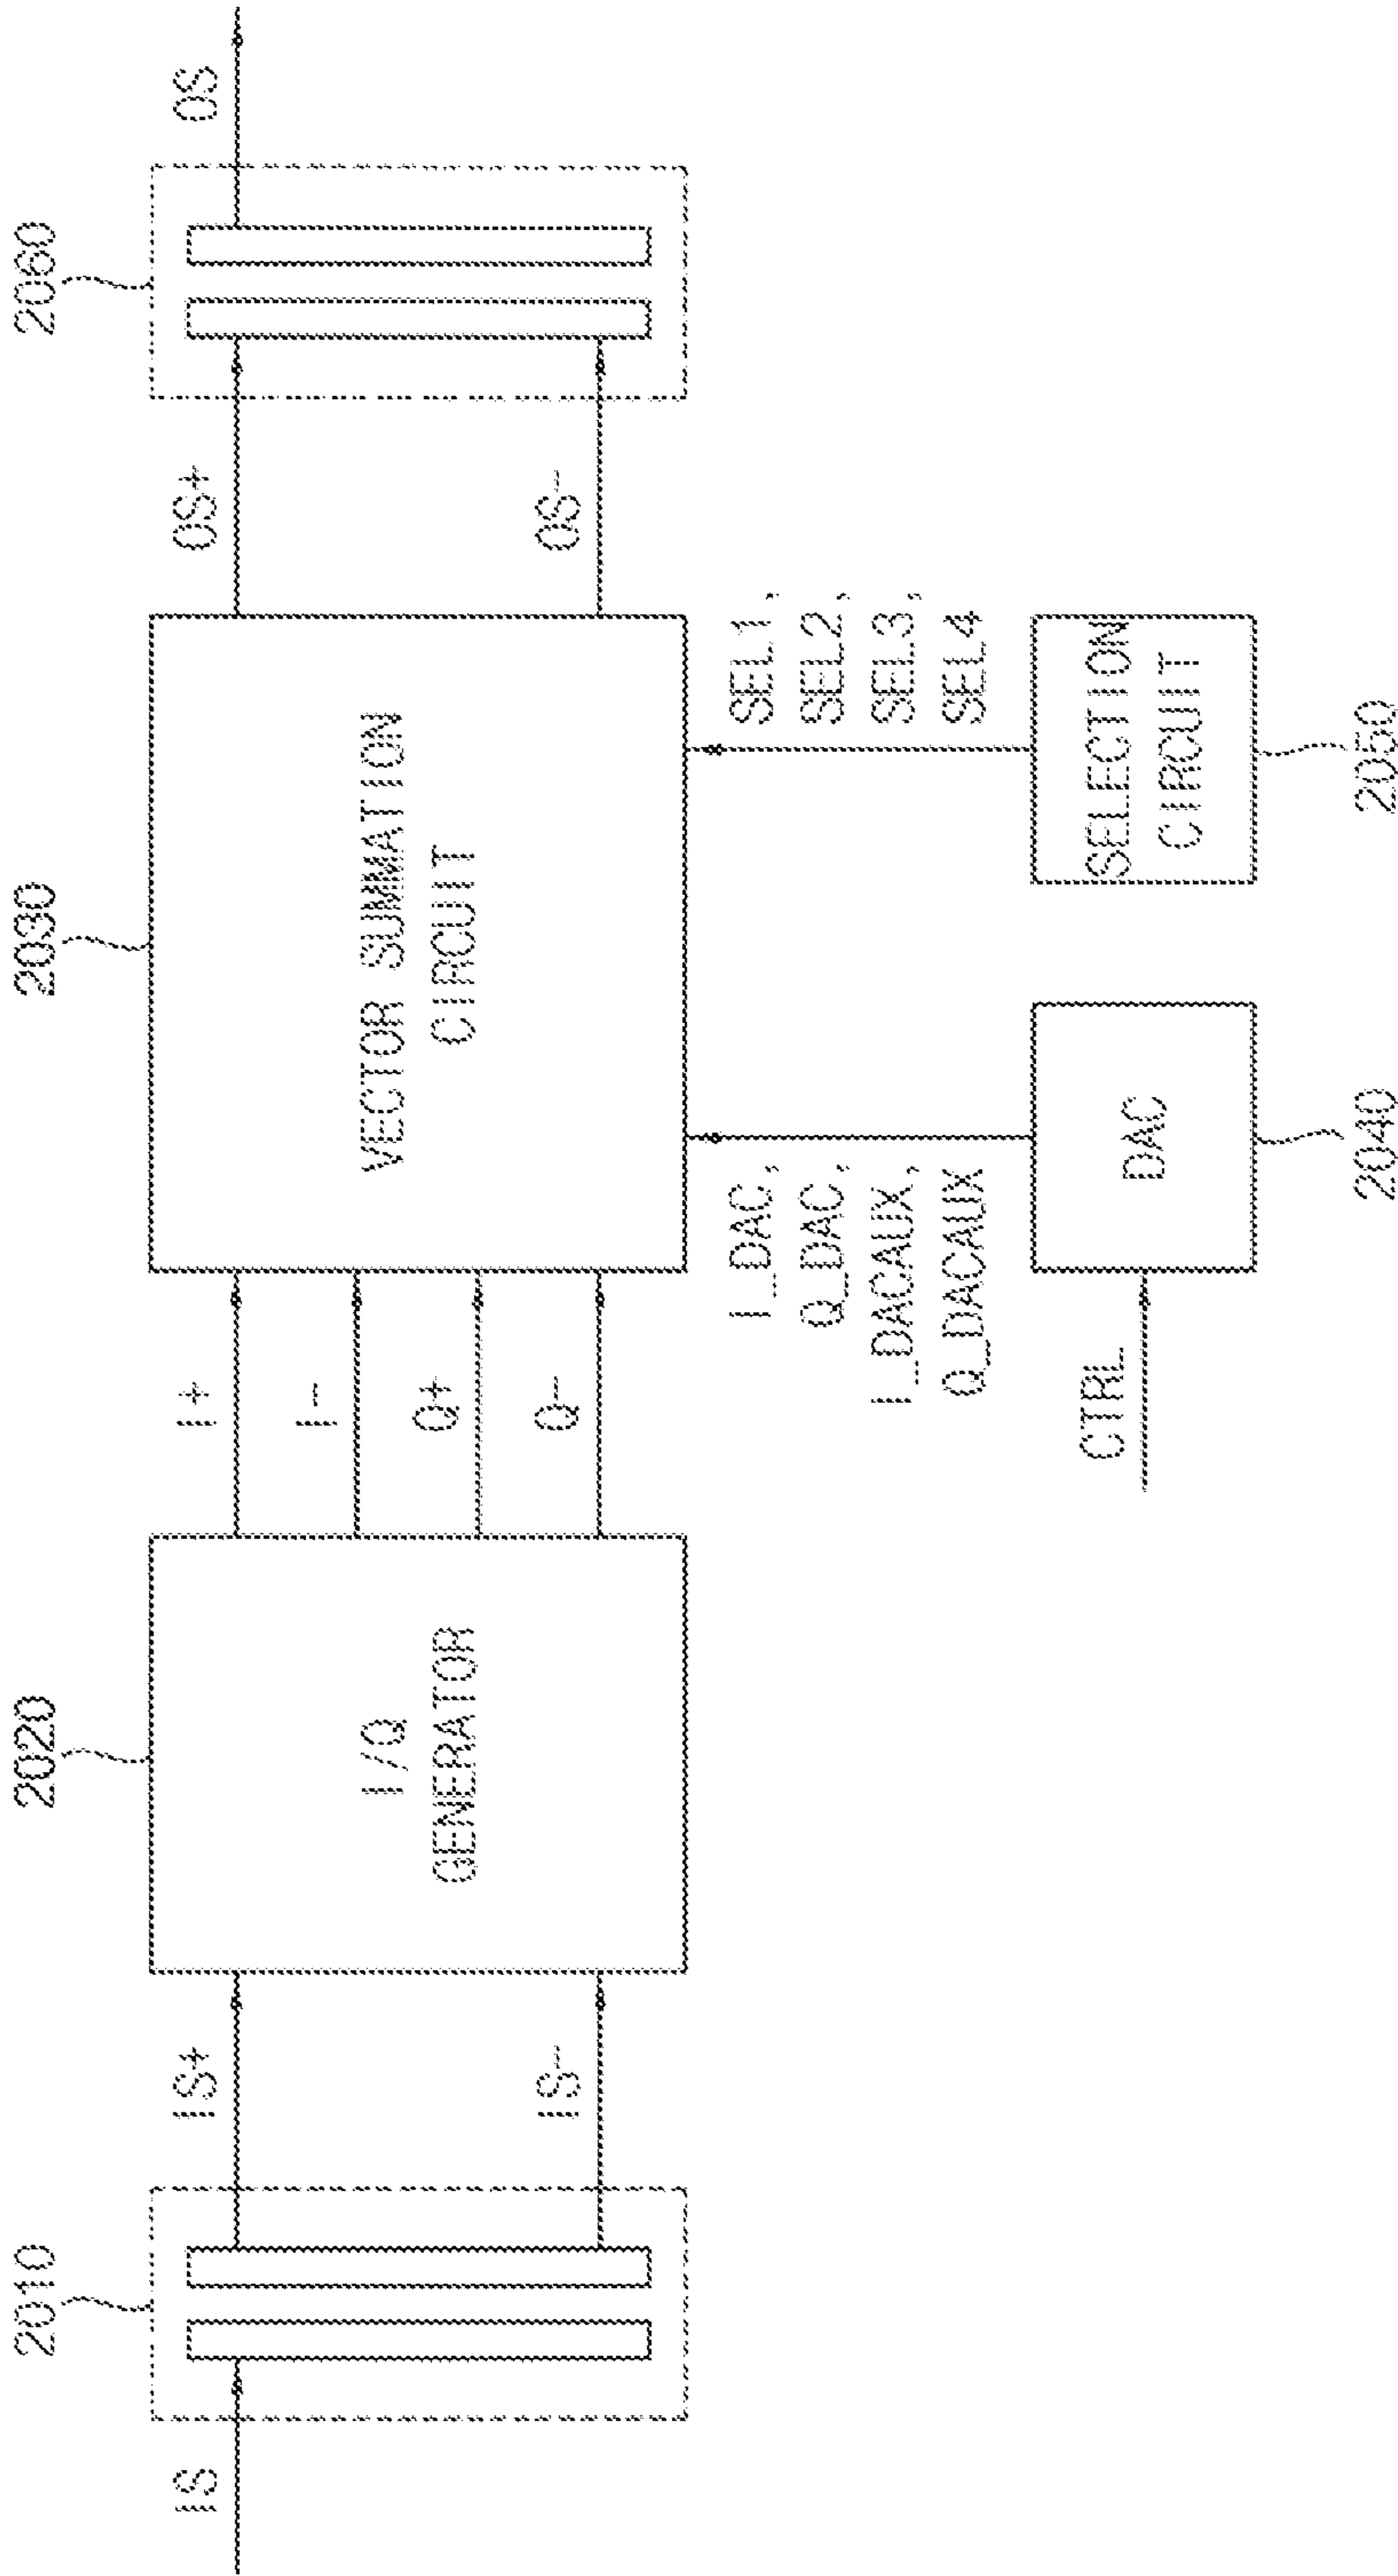 2010
2020
2030
2060
IS
IS+
IS-
I/Q
GENERATOR
I+
I-
Q+
Q-
VECTOR SUMMATION
CIRCUIT
OS+
OS-
OS
I_DAC,
Q_DAC,
I_DACAUX,
Q_DACAUX
SEL1,
SEL2,
SEL3,
SEL4
CTRL
DAC
SELECTION
CIRCUIT
2040
2050